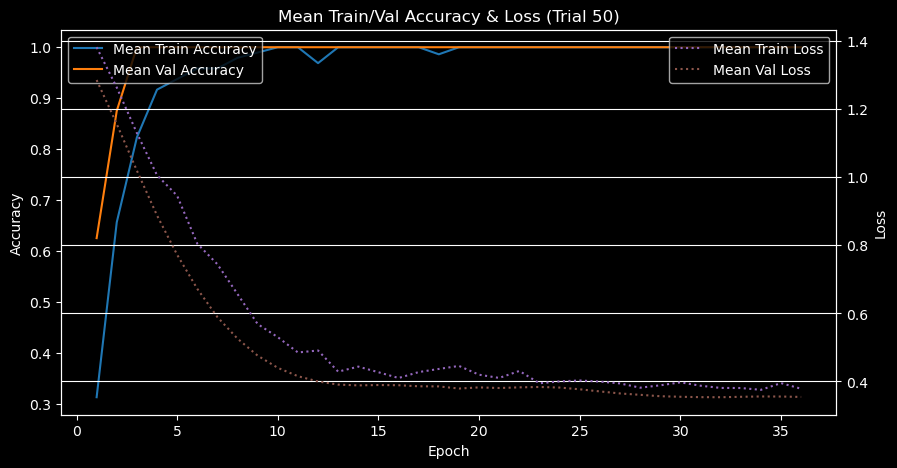 Mean Train/Val Accuracy & Loss (Trial 50)
Mean Train Accuracy
Mean Val Accuracy
Mean Train Loss
Mean Val Loss
Accuracy
1.0
0.9
0.8
0.7
0.6
0.5
0.4
0.3
Loss
1.4
1.2
1.0
0.8
0.6
0.4
0
5
10
15
20
25
30
35
Epoch